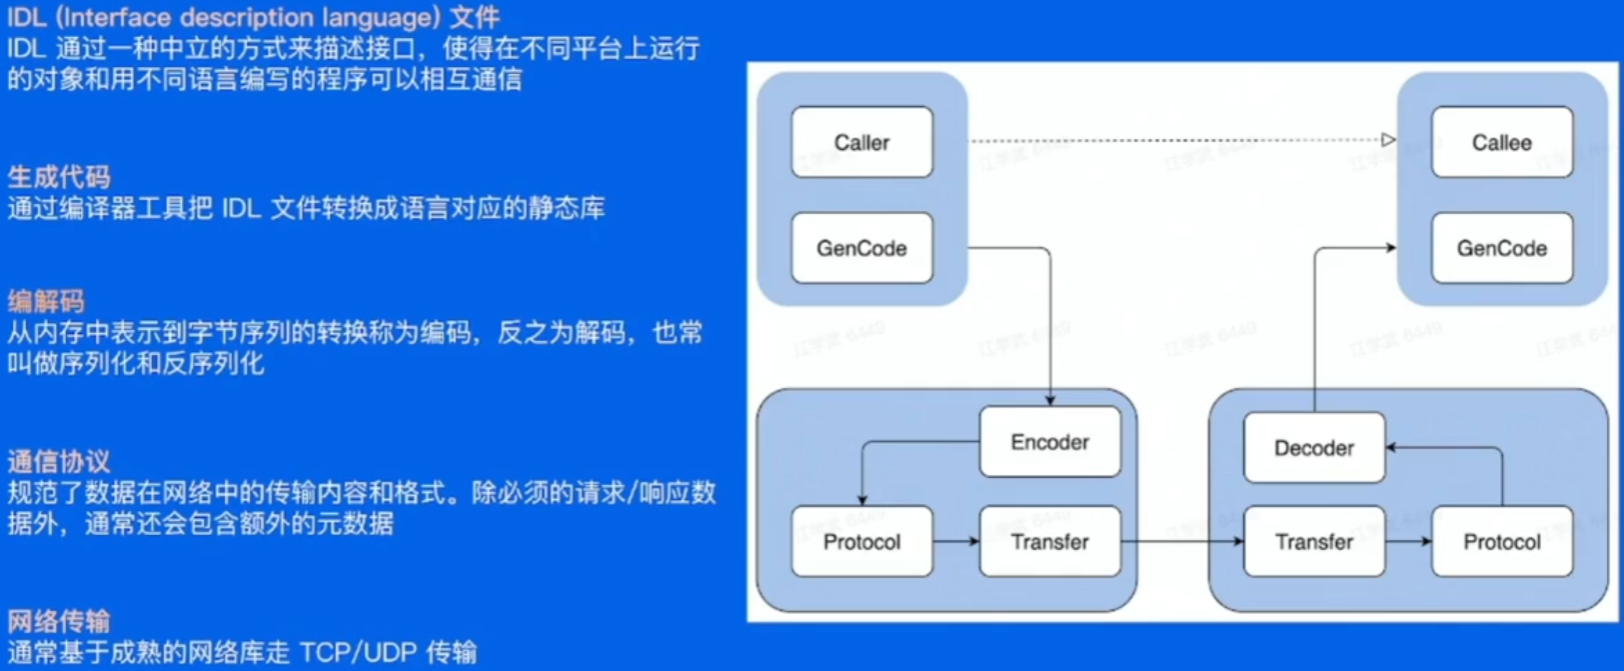 IDL (Interface description language) 文件
IDL 通过一种中立的方式来描述接口，使得在不同平台上运行
的对象和用不同语言编写的程序可以相互通信
生成代码
通过编译器工具把 IDL 文件转换成语言对应的静态库
编解码
从内存中表示到字节序列的转换称为编码，反之为解码，也常
叫做序列化和反序列化
通信协议
规范了数据在网络中的传输内容和格式。除必须的请求/响应数
据外，通常还会包含额外的元数据
网络传输
通常基于成熟的网络库走 TCP/UDP 传输
Caller
Callee
GenCode
GenCode
Encoder
Decoder
Protocol
Transfer
Transfer
Protocol